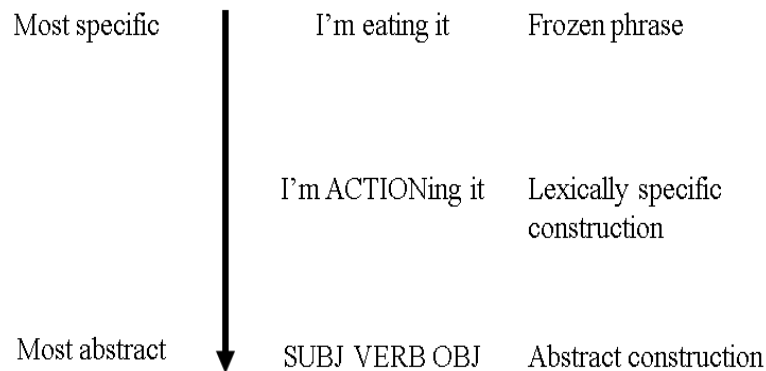 Most specific I'm eating it Frozen phrase
I'm ACTIONing it Lexically specific
construction
Most abstract SUBJ VERB OBJ Abstract construction